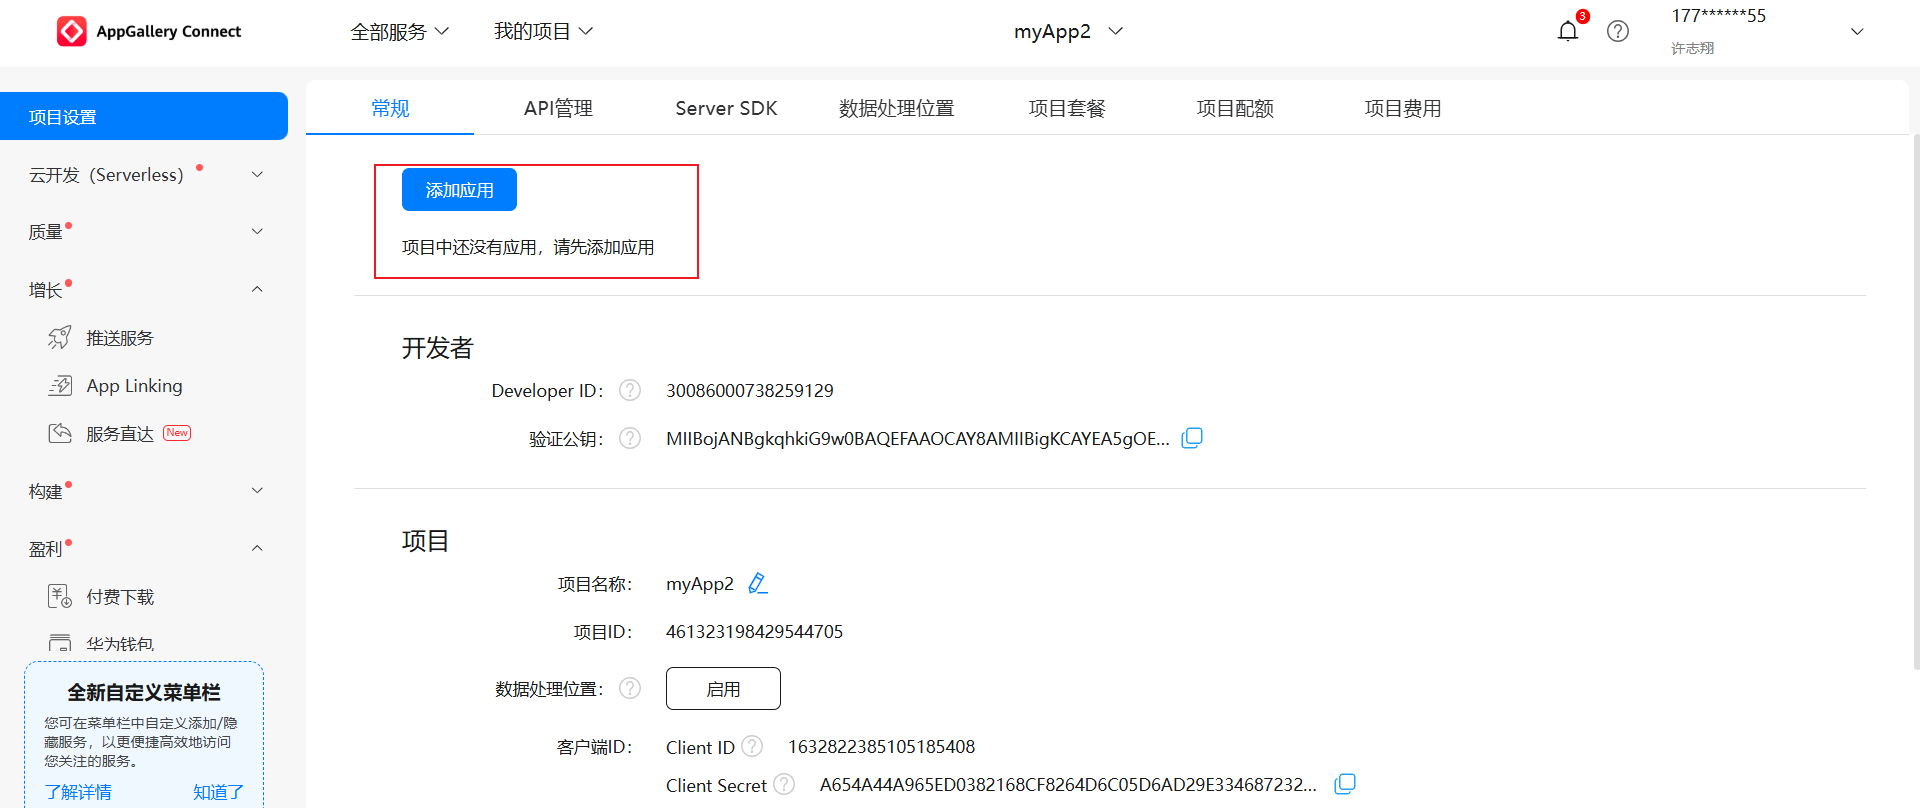 AppGallery Connect
全部服务
我的项目
myApp2
3
177******55
许志翔
项目设置
云开发（Serverless）
质量
增长
推送服务
App Linking
服务直达 New
构建
盈利
付费下载
华为钱包
全新自定义菜单栏
您可在菜单栏中自定义添加/隐
藏服务，以更便捷高效地访问
您关注的服务。
了解详情 知道了
常规 API管理 Server SDK 数据处理位置 项目套餐 项目配额 项目费用
添加应用
项目中还没有应用，请先添加应用
开发者
Developer ID： 30086000738259129
验证公钥： MIIBojANBgkqhkiG9w0BAQEFAAOCAY8AMIIBigKCAYEA5gOE...
项目
项目名称： myApp2
项目ID： 461323198429544705
数据处理位置： 启用
客户端ID： Client ID 1632822385105185408
Client Secret A654A44A965ED0382168CF8264D6C05D6AD29E334687232...